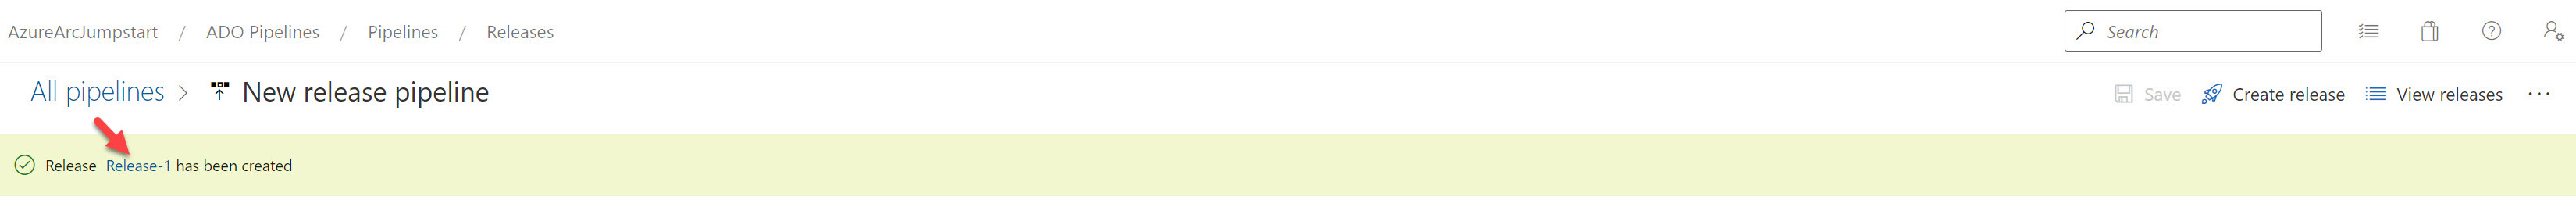 AzureArcJumpstart / ADO Pipelines / Pipelines / Releases Search
All pipelines > New release pipeline Save Create release View releases ...
Release Release-1 has been created